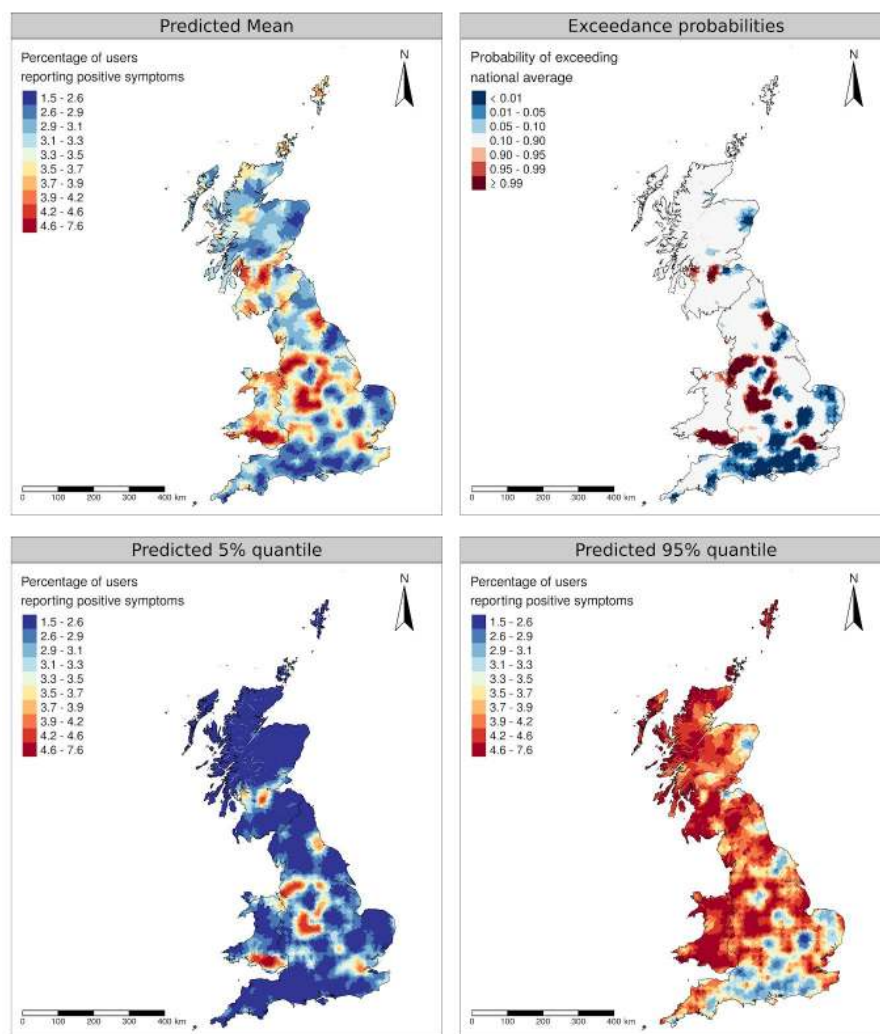 Predicted Mean
Percentage of users
reporting positive symptoms
1.5 - 2.6
2.6 - 2.9
2.9 - 3.1
3.1 - 3.3
3.3 - 3.5
3.5 - 3.7
3.7 - 3.9
3.9 - 4.2
4.2 - 4.6
4.6 - 7.6
N
0 100 200 300 400 km
Exceedance probabilities
Probability of exceeding
national average
< 0.01
0.01 - 0.05
0.05 - 0.10
0.10 - 0.90
0.90 - 0.95
0.95 - 0.99
≥ 0.99
N
0 100 200 300 400 km
Predicted 5% quantile
Percentage of users
reporting positive symptoms
1.5 - 2.6
2.6 - 2.9
2.9 - 3.1
3.1 - 3.3
3.3 - 3.5
3.5 - 3.7
3.7 - 3.9
3.9 - 4.2
4.2 - 4.6
4.6 - 7.6
N
0 100 200 300 400 km
Predicted 95% quantile
Percentage of users
reporting positive symptoms
1.5 - 2.6
2.6 - 2.9
2.9 - 3.1
3.1 - 3.3
3.3 - 3.5
3.5 - 3.7
3.7 - 3.9
3.9 - 4.2
4.2 - 4.6
4.6 - 7.6
N
0 100 200 300 400 km